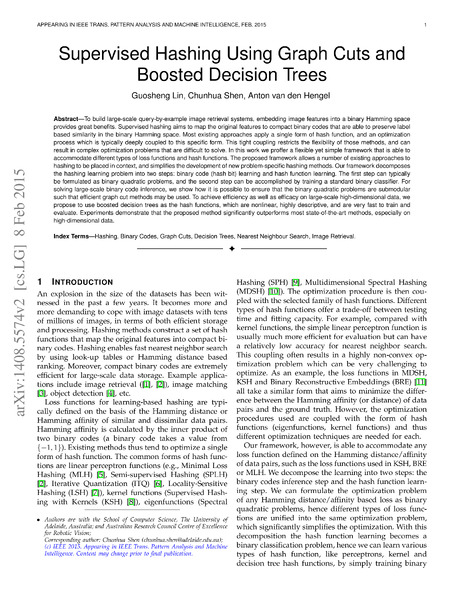 APPEARING IN IEEE TRANS. PATTERN ANALYSIS AND MACHINE INTELLIGENCE, FEB. 2015
1
Supervised Hashing Using Graph Cuts and
Boosted Decision Trees
Guosheng Lin, Chunhua Shen, Anton van den Hengel
Abstract—To build large-scale query-by-example image retrieval systems, embedding image features into a binary Hamming space
provides great benefits. Supervised hashing aims to map the original features to compact binary codes that are able to preserve label
based similarity in the binary Hamming space. Most existing approaches apply a single form of hash function, and an optimization
process which is typically deeply coupled to this specific form. This tight coupling restricts the flexibility of those methods, and can
result in complex optimization problems that are difficult to solve. In this work we proffer a flexible yet simple framework that is able to
accommodate different types of loss functions and hash functions. The proposed framework allows a number of existing approaches to
hashing to be placed in context, and simplifies the development of new problem-specific hashing methods. Our framework decomposes
the hashing learning problem into two steps: binary code (hash bit) learning and hash function learning. The first step can typically
be formulated as binary quadratic problems, and the second step can be accomplished by training a standard binary classifier. For
solving large-scale binary code inference, we show how it is possible to ensure that the binary quadratic problems are submodular
such that efficient graph cut methods may be used. To achieve efficiency as well as efficacy on large-scale high-dimensional data, we
propose to use boosted decision trees as the hash functions, which are nonlinear, highly descriptive, and are very fast to train and
evaluate. Experiments demonstrate that the proposed method significantly outperforms most state-of-the-art methods, especially on
high-dimensional data.
Index Terms—Hashing, Binary Codes, Graph Cuts, Decision Trees, Nearest Neighbour Search, Image Retrieval.
arXiv:1408.5574v2 [cs.LG] 8 Feb 2015
1 INTRODUCTION
An explosion in the size of the datasets has been wit-
nessed in the past a few years. It becomes more and
more demanding to cope with image datasets with tens
of millions of images, in terms of both efficient storage
and processing. Hashing methods construct a set of hash
functions that map the original features into compact bi-
nary codes. Hashing enables fast nearest neighbor search
by using look-up tables or Hamming distance based
ranking. Moreover, compact binary codes are extremely
efficient for large-scale data storage. Example applica-
tions include image retrieval ([1], [2]), image matching
[3], object detection [4], etc.
Loss functions for learning-based hashing are typi-
cally defined on the basis of the Hamming distance or
Hamming affinity of similar and dissimilar data pairs.
Hamming affinity is calculated by the inner product of
two binary codes (a binary code takes a value from
{−1,1}). Existing methods thus tend to optimize a single
form of hash function. The common forms of hash func-
tions are linear perceptron functions (e.g., Minimal Loss
Hashing (MLH) [5], Semi-supervised Hashing (SPLH)
[2], Iterative Quantization (ITQ) [6], Locality-Sensitive
Hashing (LSH) [7]), kernel functions (Supervised Hash-
ing with Kernels (KSH) [8]), eigenfunctions (Spectral
• Authors are with the School of Computer Science, The University of
Adelaide, Australia; and Australian Research Council Centre of Excellence
for Robotic Vision;
Corresponding author: Chunhua Shen (chunhua.shen@adelaide.edu.au).
(c) IEEE 2015. Appearing in IEEE Trans. Pattern Analysis and Machine
Intelligence. Content may change prior to final publication.
Hashing (SPH) [9], Multidimensional Spectral Hashing
(MDSH) [10]). The optimization procedure is then cou-
pled with the selected family of hash function. Different
types of hash functions offer a trade-off between testing
time and fitting capacity. For example, compared with
kernel functions, the simple linear perceptron function is
usually much more efficient for evaluation but can have
a relatively low accuracy for nearest neighbor search.
This coupling often results in a highly non-convex op-
timization problem which can be very challenging to
optimize. As an example, the loss functions in MDSH,
KSH and Binary Reconstructive Embeddings (BRE) [11]
all take a similar form that aims to minimize the differ-
ence between the Hamming affinity (or distance) of data
pairs and the ground truth. However, the optimization
procedures used are coupled with the form of hash
functions (eigenfunctions, kernel functions) and thus
different optimization techniques are needed for each.
Our framework, however, is able to accommodate any
loss function defined on the Hamming distance/affinity
of data pairs, such as the loss functions used in KSH, BRE
or MLH. We decompose the learning into two steps: the
binary codes inference step and the hash function learn-
ing step. We can formulate the optimization problem
of any Hamming distance/affinity based loss as binary
quadratic problems, hence different types of loss func-
tions are unified into the same optimization problem,
which significantly simplifies the optimization. With this
decomposition the hash function learning becomes a
binary classification problem, hence we can learn various
types of hash function, like perceptrons, kernel and
decision tree hash functions, by simply training binary